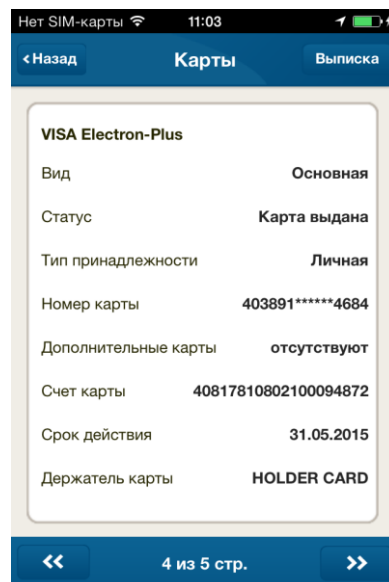 Нет SIM-карты 11:03
Назад Карты Выписка
VISA Electron-Plus
Вид Основная
Статус Карта выдана
Тип принадлежности Личная
Номер карты 403891******4684
Дополнительные карты отсутствуют
Счет карты 40817810802100094872
Срок действия 31.05.2015
Держатель карты HOLDER CARD
4 из 5 стр.